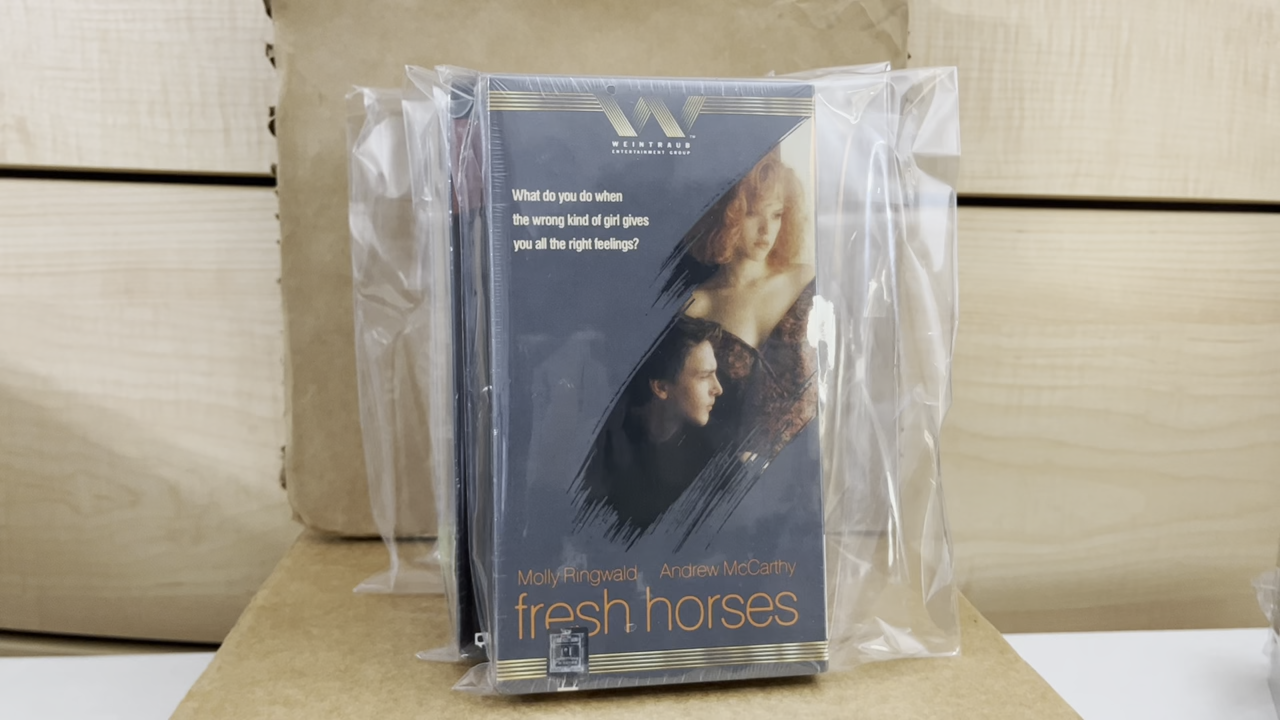 W™
WEINTRAUB
ENTERTAINMENT GROUP
What do you do when
the wrong kind of girl gives
you all the right feelings?
Molly Ringwald Andrew McCarthy
fresh horses